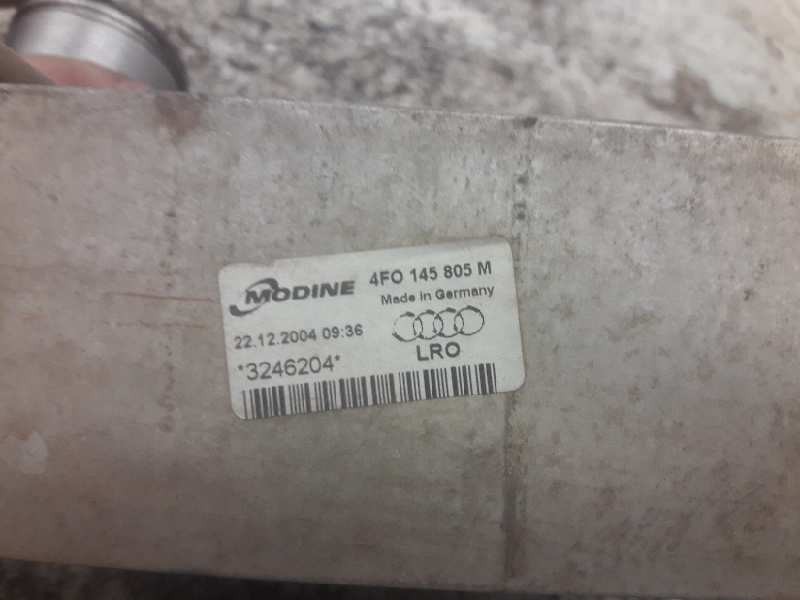 MODINE
4FO 145 805 M
Made in Germany
22.12.2004 09:36
LRO
*3246204*